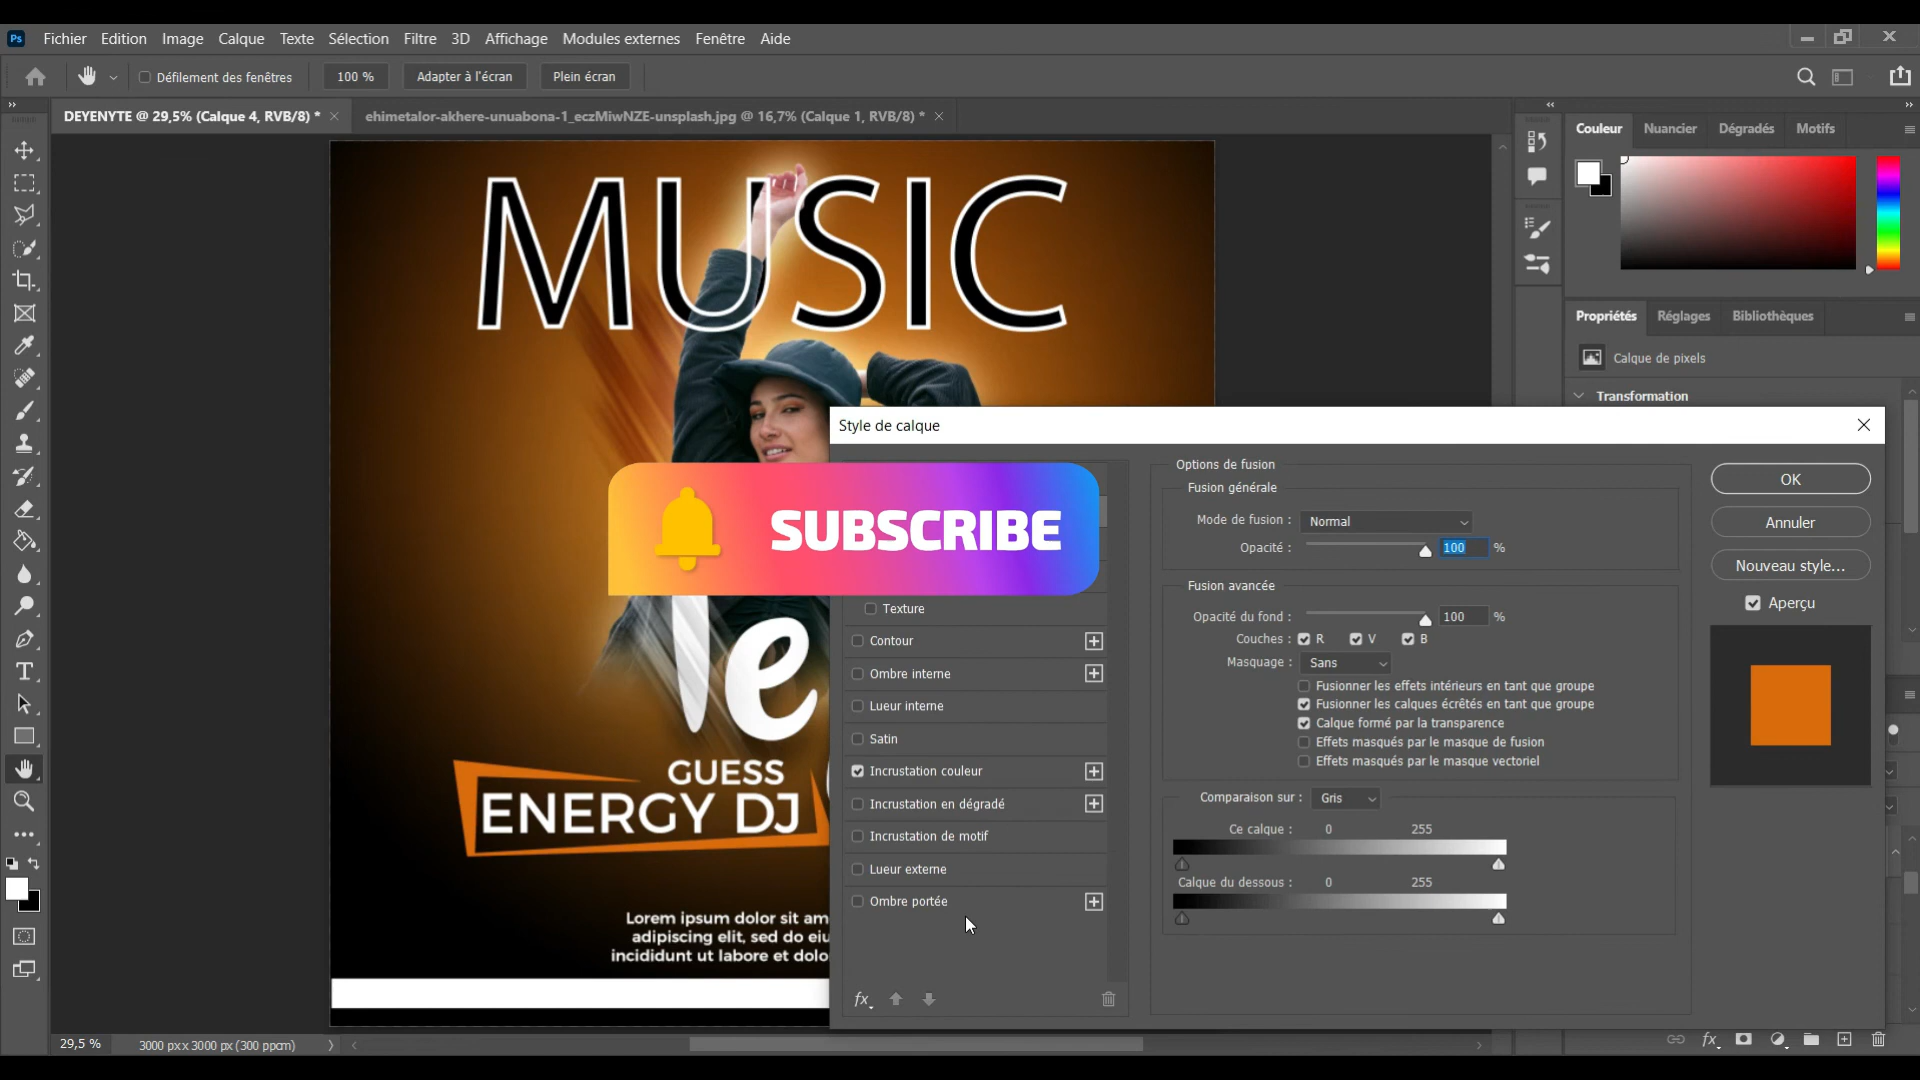 Ps Fichier Edition Image Calque Texte Sélection Filtre 3D Affichage Modules externes Fenêtre Aide
Défilement des fenêtres 100 % Adapter à l'écran Plein écran
DEYENYTE @ 29,5% (Calque 4, RVB/8) * ehimetalor-akhere-unuabona-1_eczMiwNZE-unsplash.jpg @ 16,7% (Calque 1, RVB/8) *
Couleur Nuancier Dégradés Motifs
MUSIC
Propriétés Réglages Bibliothèques
Calque de pixels
Transformation
Style de calque
Options de fusion
Fusion générale
OK
Mode de fusion : Normal
Annuler
SUBSCRIBE
Opacité : 100 %
Nouveau style...
Fusion avancée
Aperçu
Texture
Opacité du fond : 100 %
Contour
Couches : R V B
Masquage : Sans
Ombre interne
Fusionner les effets intérieurs en tant que groupe
Lueur interne
Fusionner les calques écrêtés en tant que groupe
Calque formé par la transparence
Satin
Effets masqués par le masque de fusion
Effets masqués par le masque vectoriel
Incrustation couleur
GUESS
ENERGY DJ
Comparaison sur : Gris
Incrustation en dégradé
Ce calque : 0 255
Incrustation de motif
Lueur externe
Calque du dessous : 0 255
Ombre portée
Lorem ipsum dolor sit am
adipiscing elit, sed do eiu
incididunt ut labore et dolo
fx
29,5 % 3000 px x 3000 px (300 ppcm)
fx